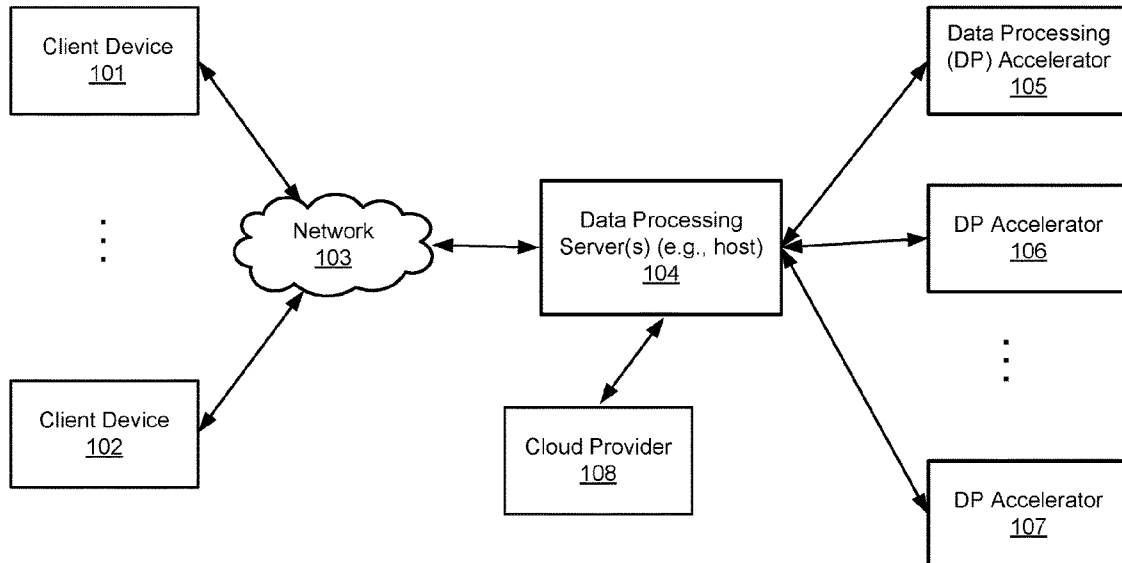 Client Device
101
Data Processing
(DP) Accelerator
105
Network
103
Data Processing
Server(s) (e.g., host)
104
DP Accelerator
106
Client Device
102
Cloud Provider
108
DP Accelerator
107